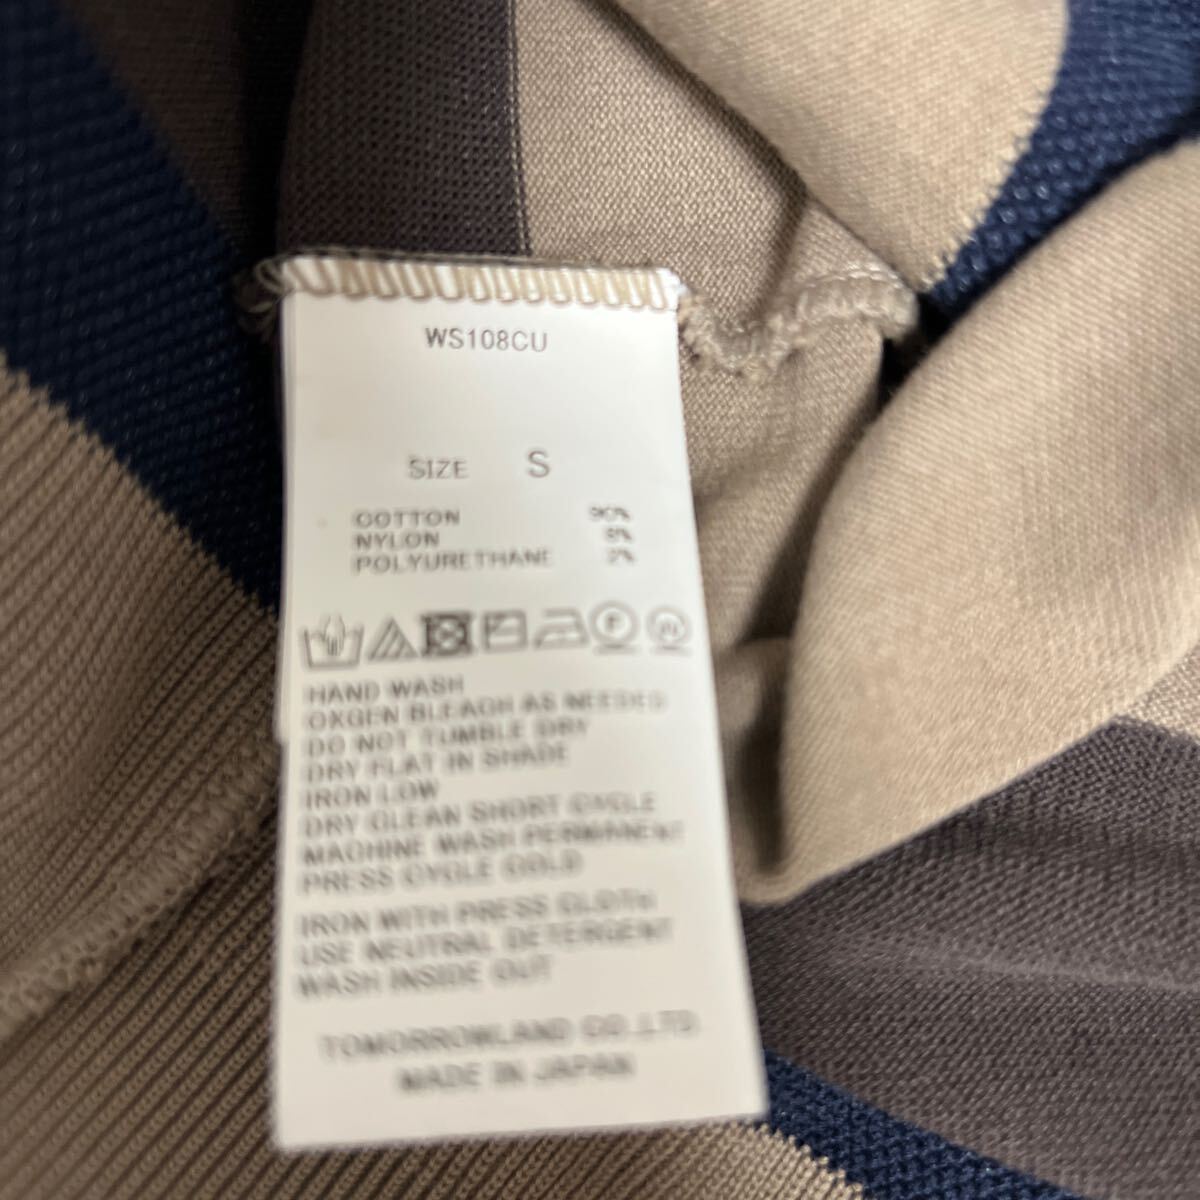 WS108CU
SIZE S
COTTON 90%
NYLON 8%
POLYURETHANE 2%
F W
HAND WASH
OXGEN BLEACH AS NEEDED
DO NOT TUMBLE DRY
DRY FLAT IN SHADE
IRON LOW
DRY CLEAN SHORT CYCLE
MACHINE WASH PERMANENT
PRESS CYCLE COLD
IRON WITH PRESS CLOTH
USE NEUTRAL DETERGENT
WASH INSIDE OUT
TOMORROWLAND CO.,LTD.
MADE IN JAPAN